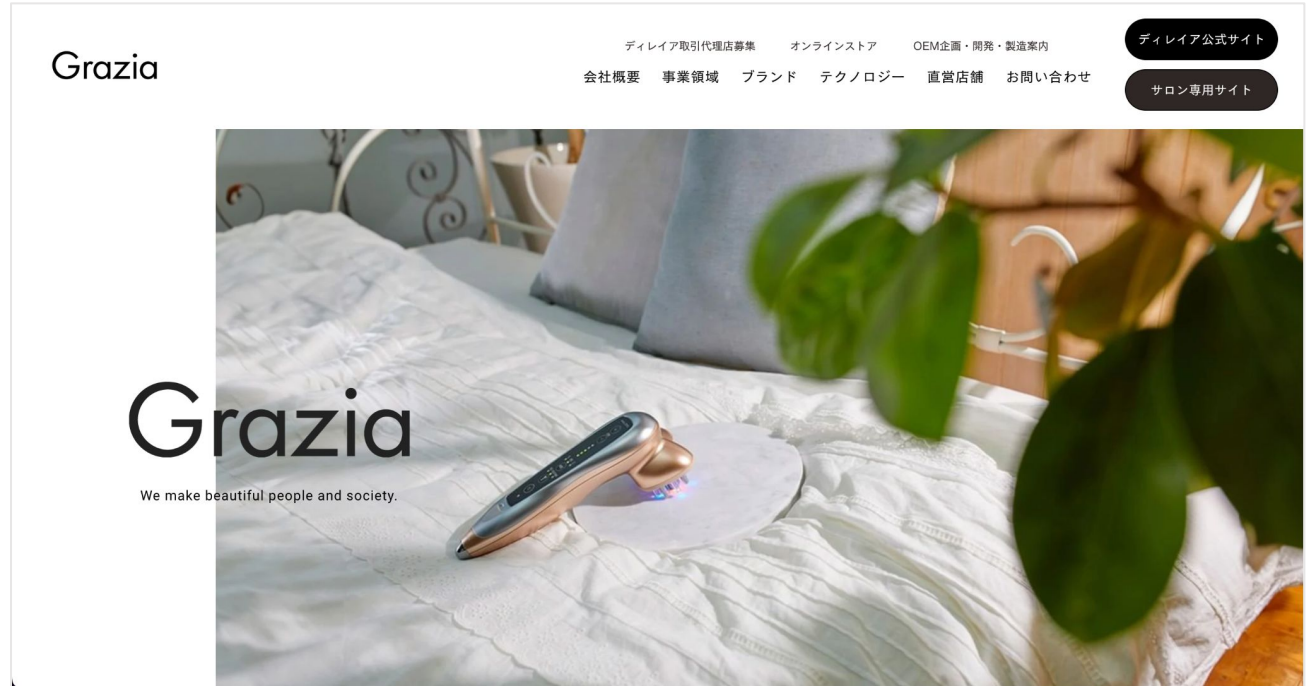 Grazia
ディレイア取引代理店募集 オンラインストア OEM企画・開発・製造案内
会社概要 事業領域 ブランド テクノロジー 直営店舗 お問い合わせ
ディレイア公式サイト
サロン専用サイト
Grazia
We make beautiful people and society.